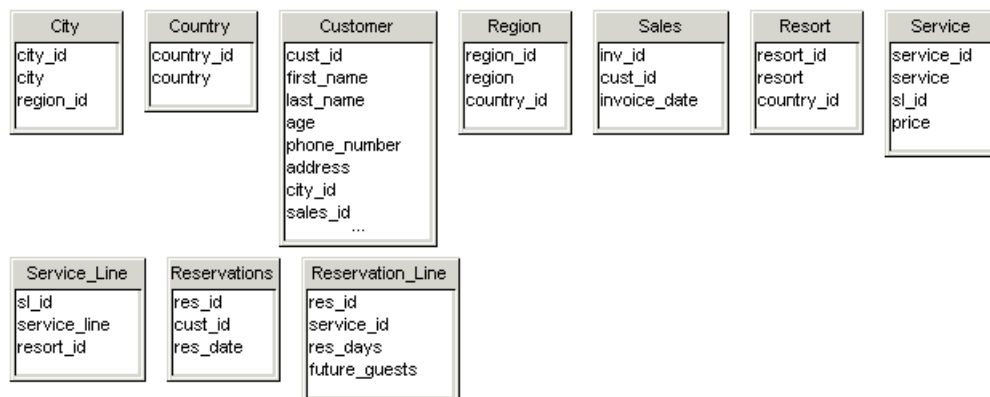 City
city_id
city
region_id
Country
country_id
country
Customer
cust_id
first_name
last_name
age
phone_number
address
city_id
sales_id
...
Region
region_id
region
country_id
Sales
inv_id
cust_id
invoice_date
Resort
resort_id
resort
country_id
Service
service_id
service
sl_id
price
Service_Line
sl_id
service_line
resort_id
Reservations
res_id
cust_id
res_date
Reservation_Line
res_id
service_id
res_days
future_guests